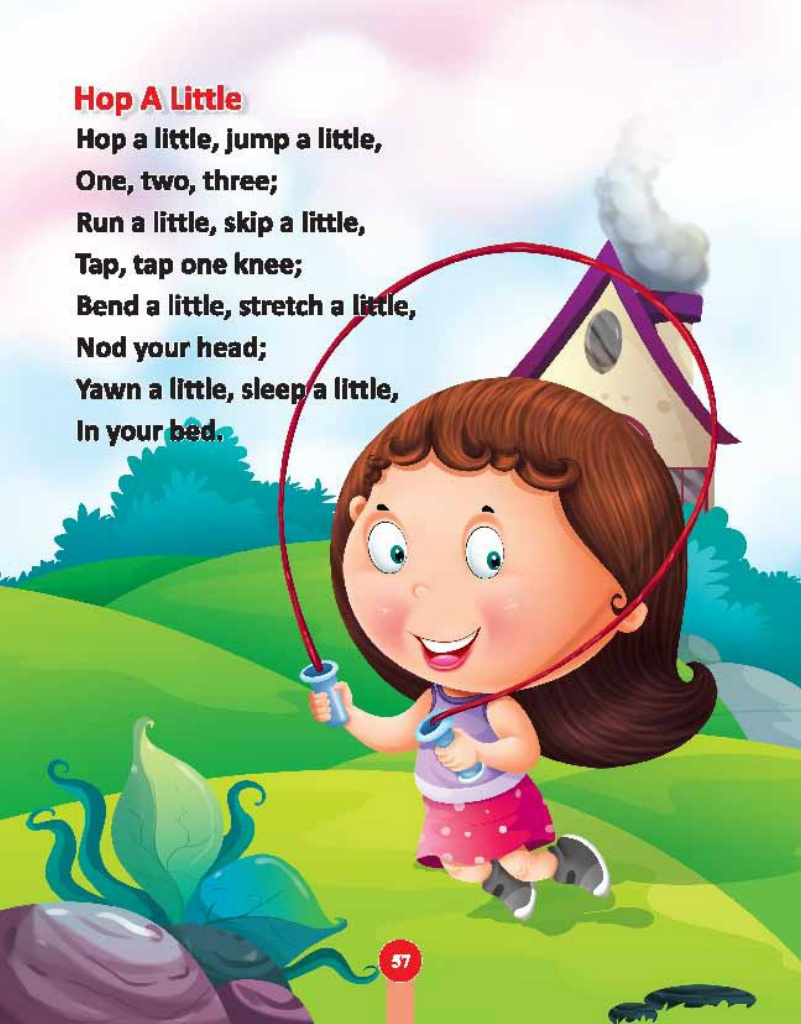 Hop A Little
Hop a little, jump a little,
One, two, three;
Run a little, skip a little,
Tap, tap one knee;
Bend a little, stretch a little,
Nod your head;
Yawn a little, sleep a little,
In your bed.
57